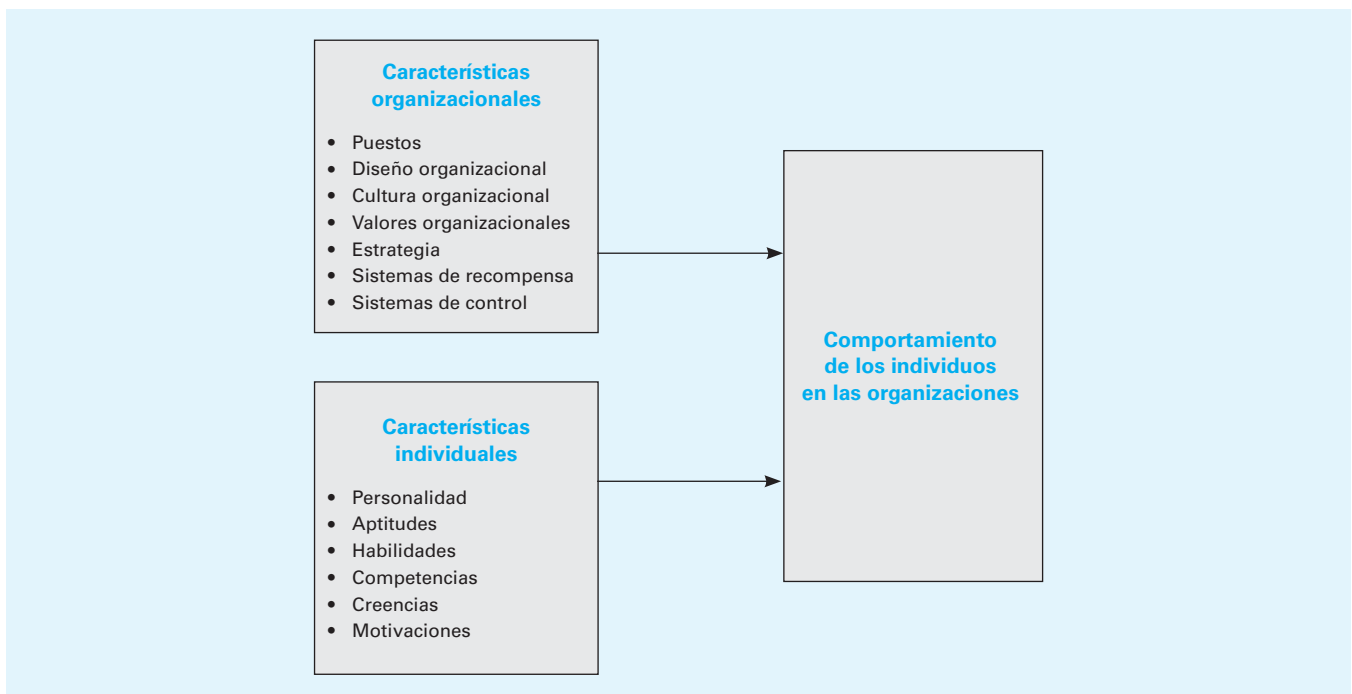 Características
organizacionales
• Puestos
• Diseño organizacional
• Cultura organizacional
• Valores organizacionales
• Estrategia
• Sistemas de recompensa
• Sistemas de control
Características
individuales
• Personalidad
• Aptitudes
• Habilidades
• Competencias
• Creencias
• Motivaciones
Comportamiento
de los individuos
en las organizaciones